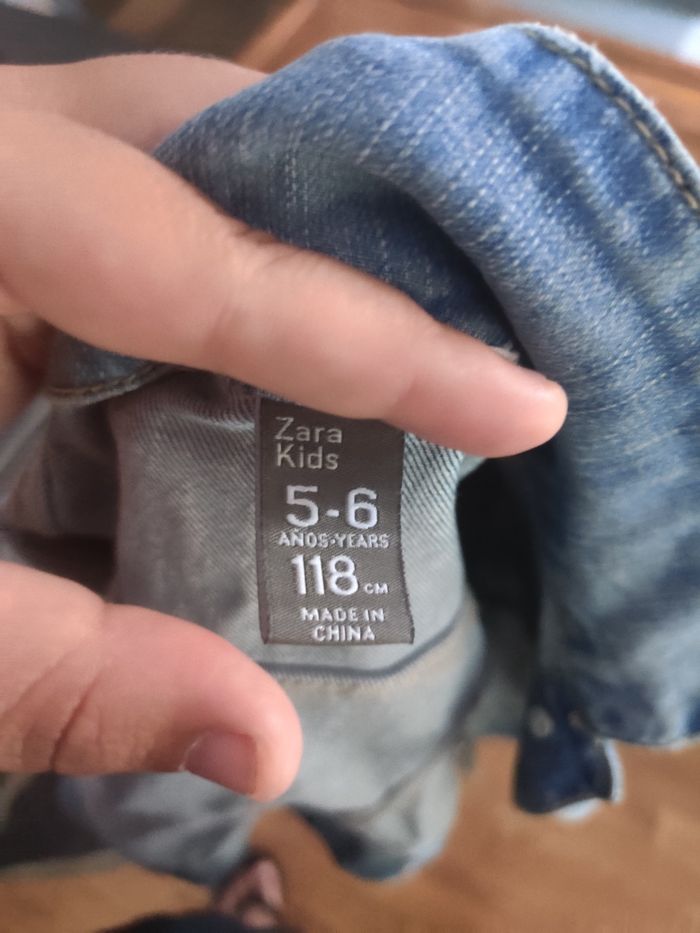 Zara
Kids
5-6
AÑOS-YEARS
118 CM
MADE IN
CHINA